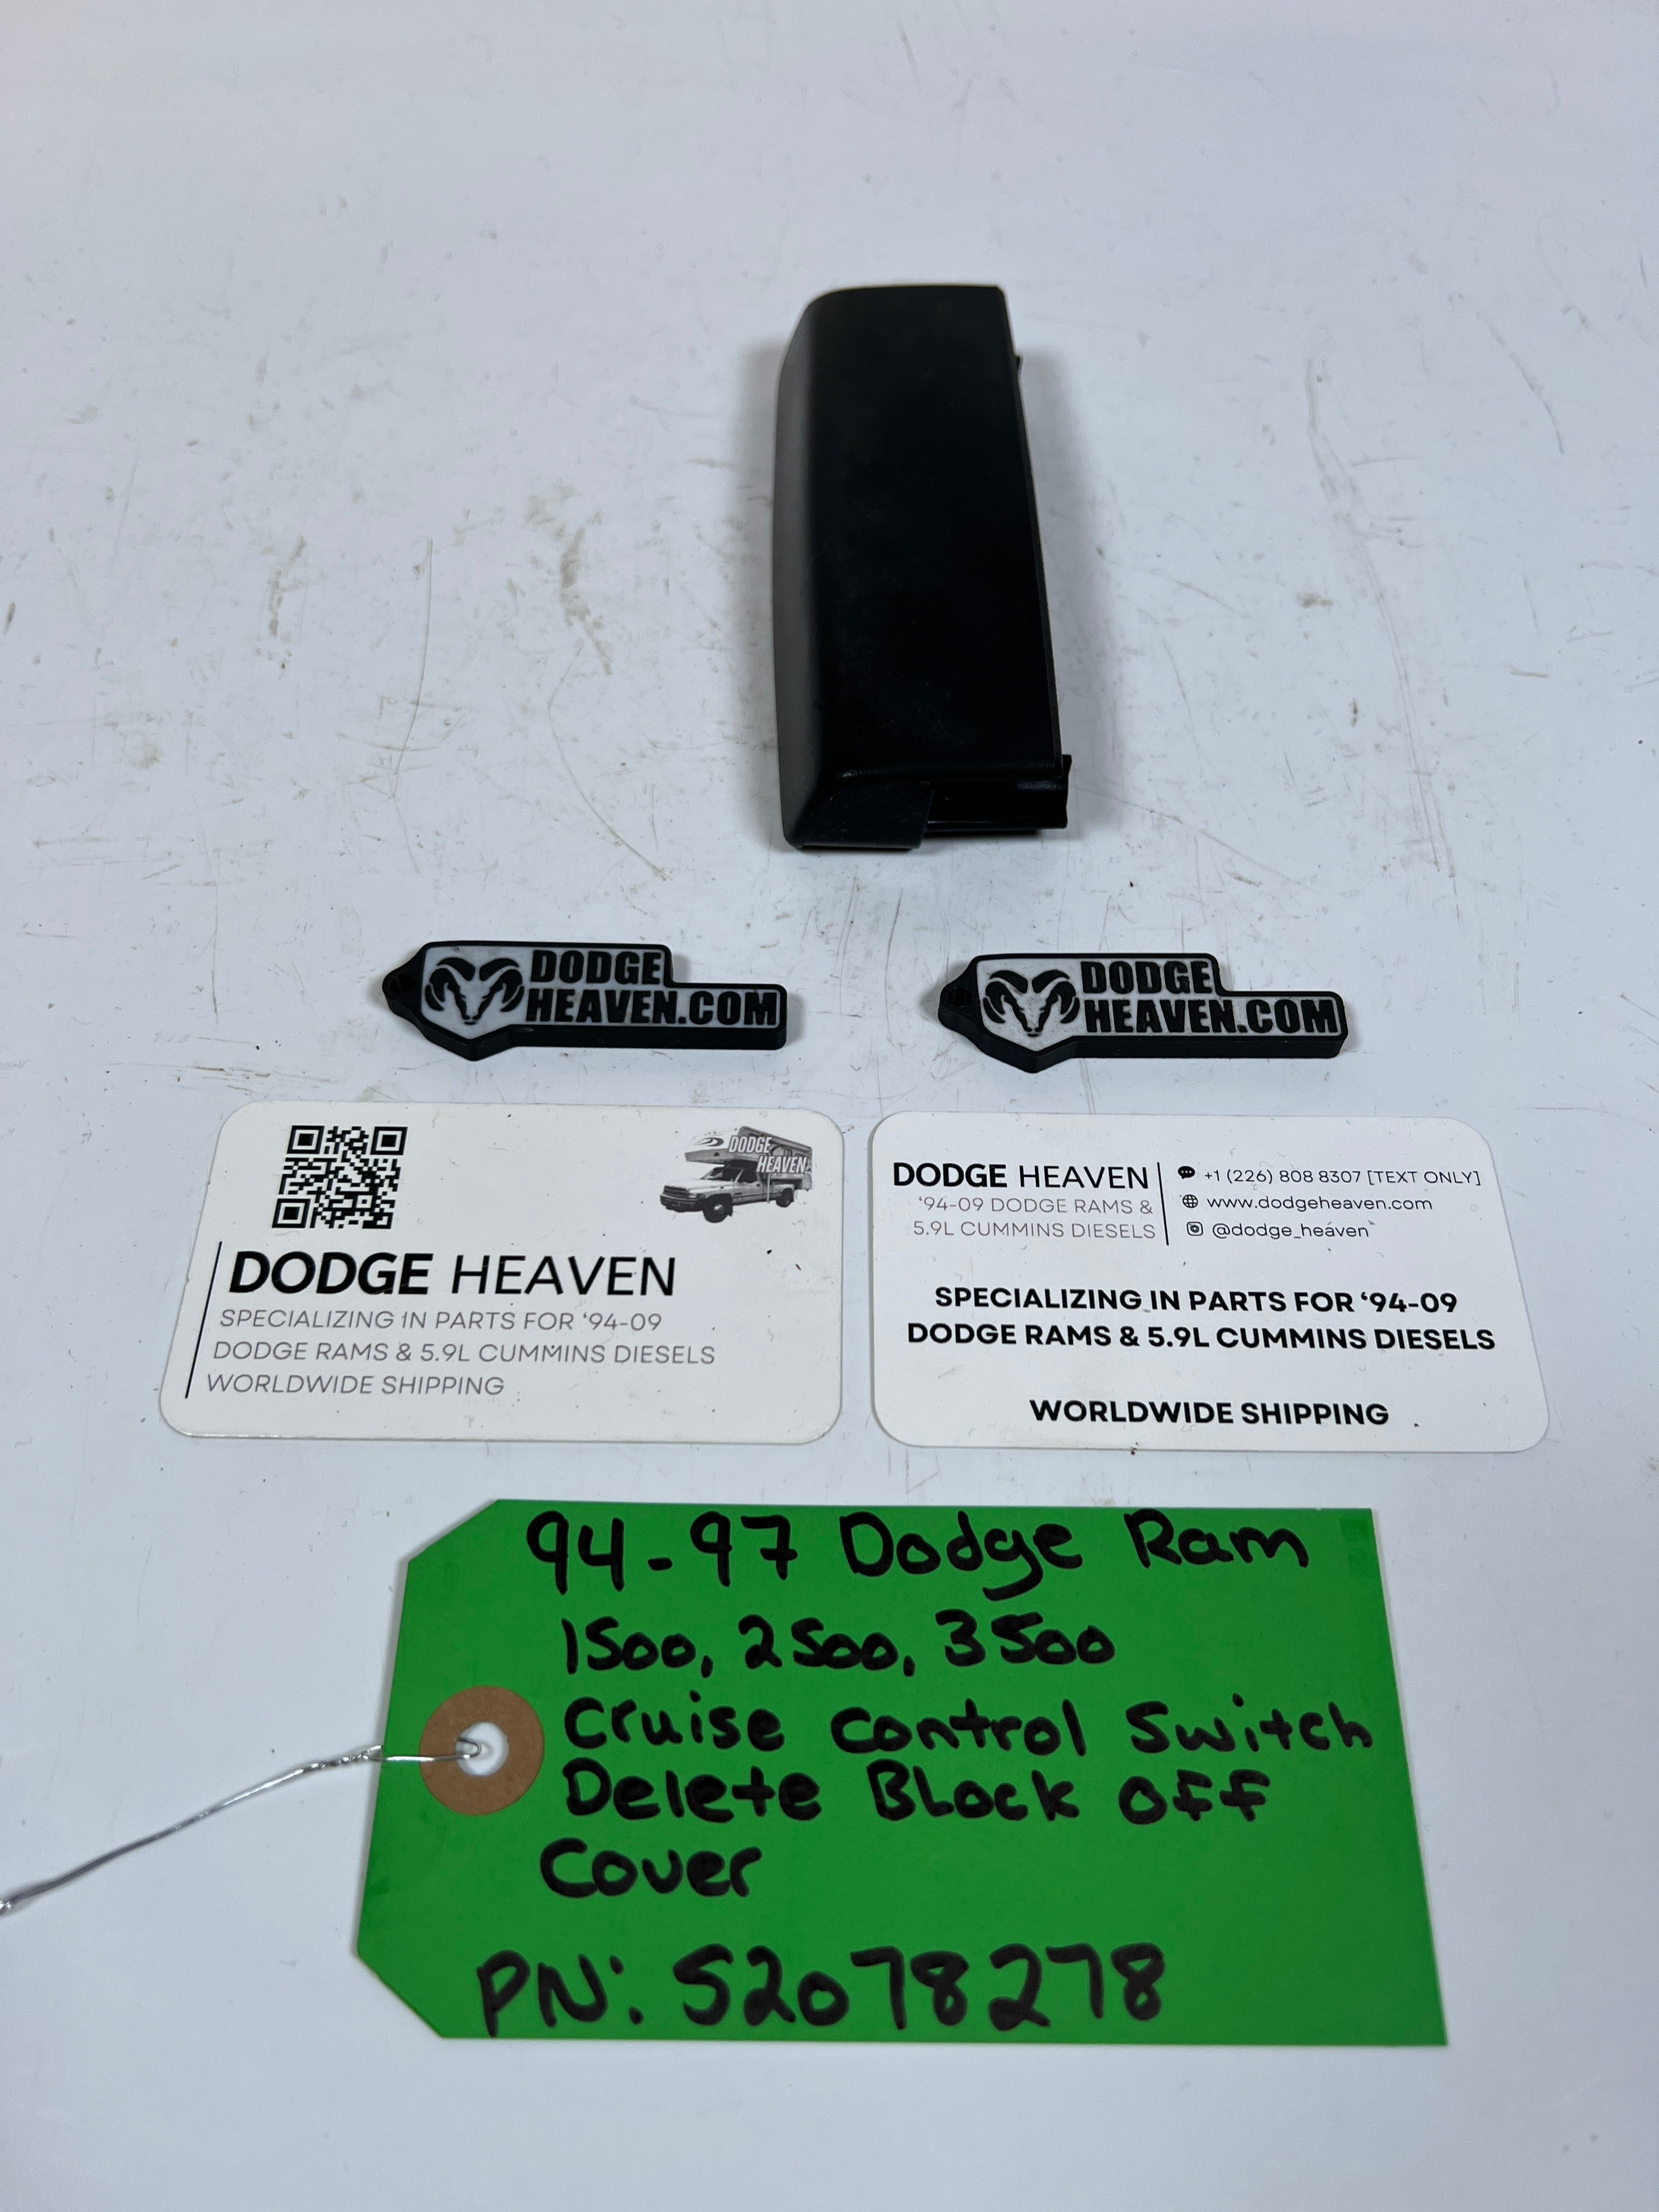 DODGE
HEAVEN.COM
DODGE
HEAVEN.COM
DODGE
HEAVEN
DODGE HEAVEN
SPECIALIZING IN PARTS FOR ‘94-09
DODGE RAMS & 5.9L CUMMINS DIESELS
WORLDWIDE SHIPPING
DODGE HEAVEN
‘94-09 DODGE RAMS &
5.9L CUMMINS DIESELS
+1 (226) 808 8307 [TEXT ONLY]
www.dodgeheaven.com
@dodge_heaven
SPECIALIZING IN PARTS FOR ‘94-09
DODGE RAMS & 5.9L CUMMINS DIESELS
WORLDWIDE SHIPPING
94-97 Dodge Ram
1500, 2500, 3500
Cruise Control Switch
Delete Block Off
Cover
PN: 52078278